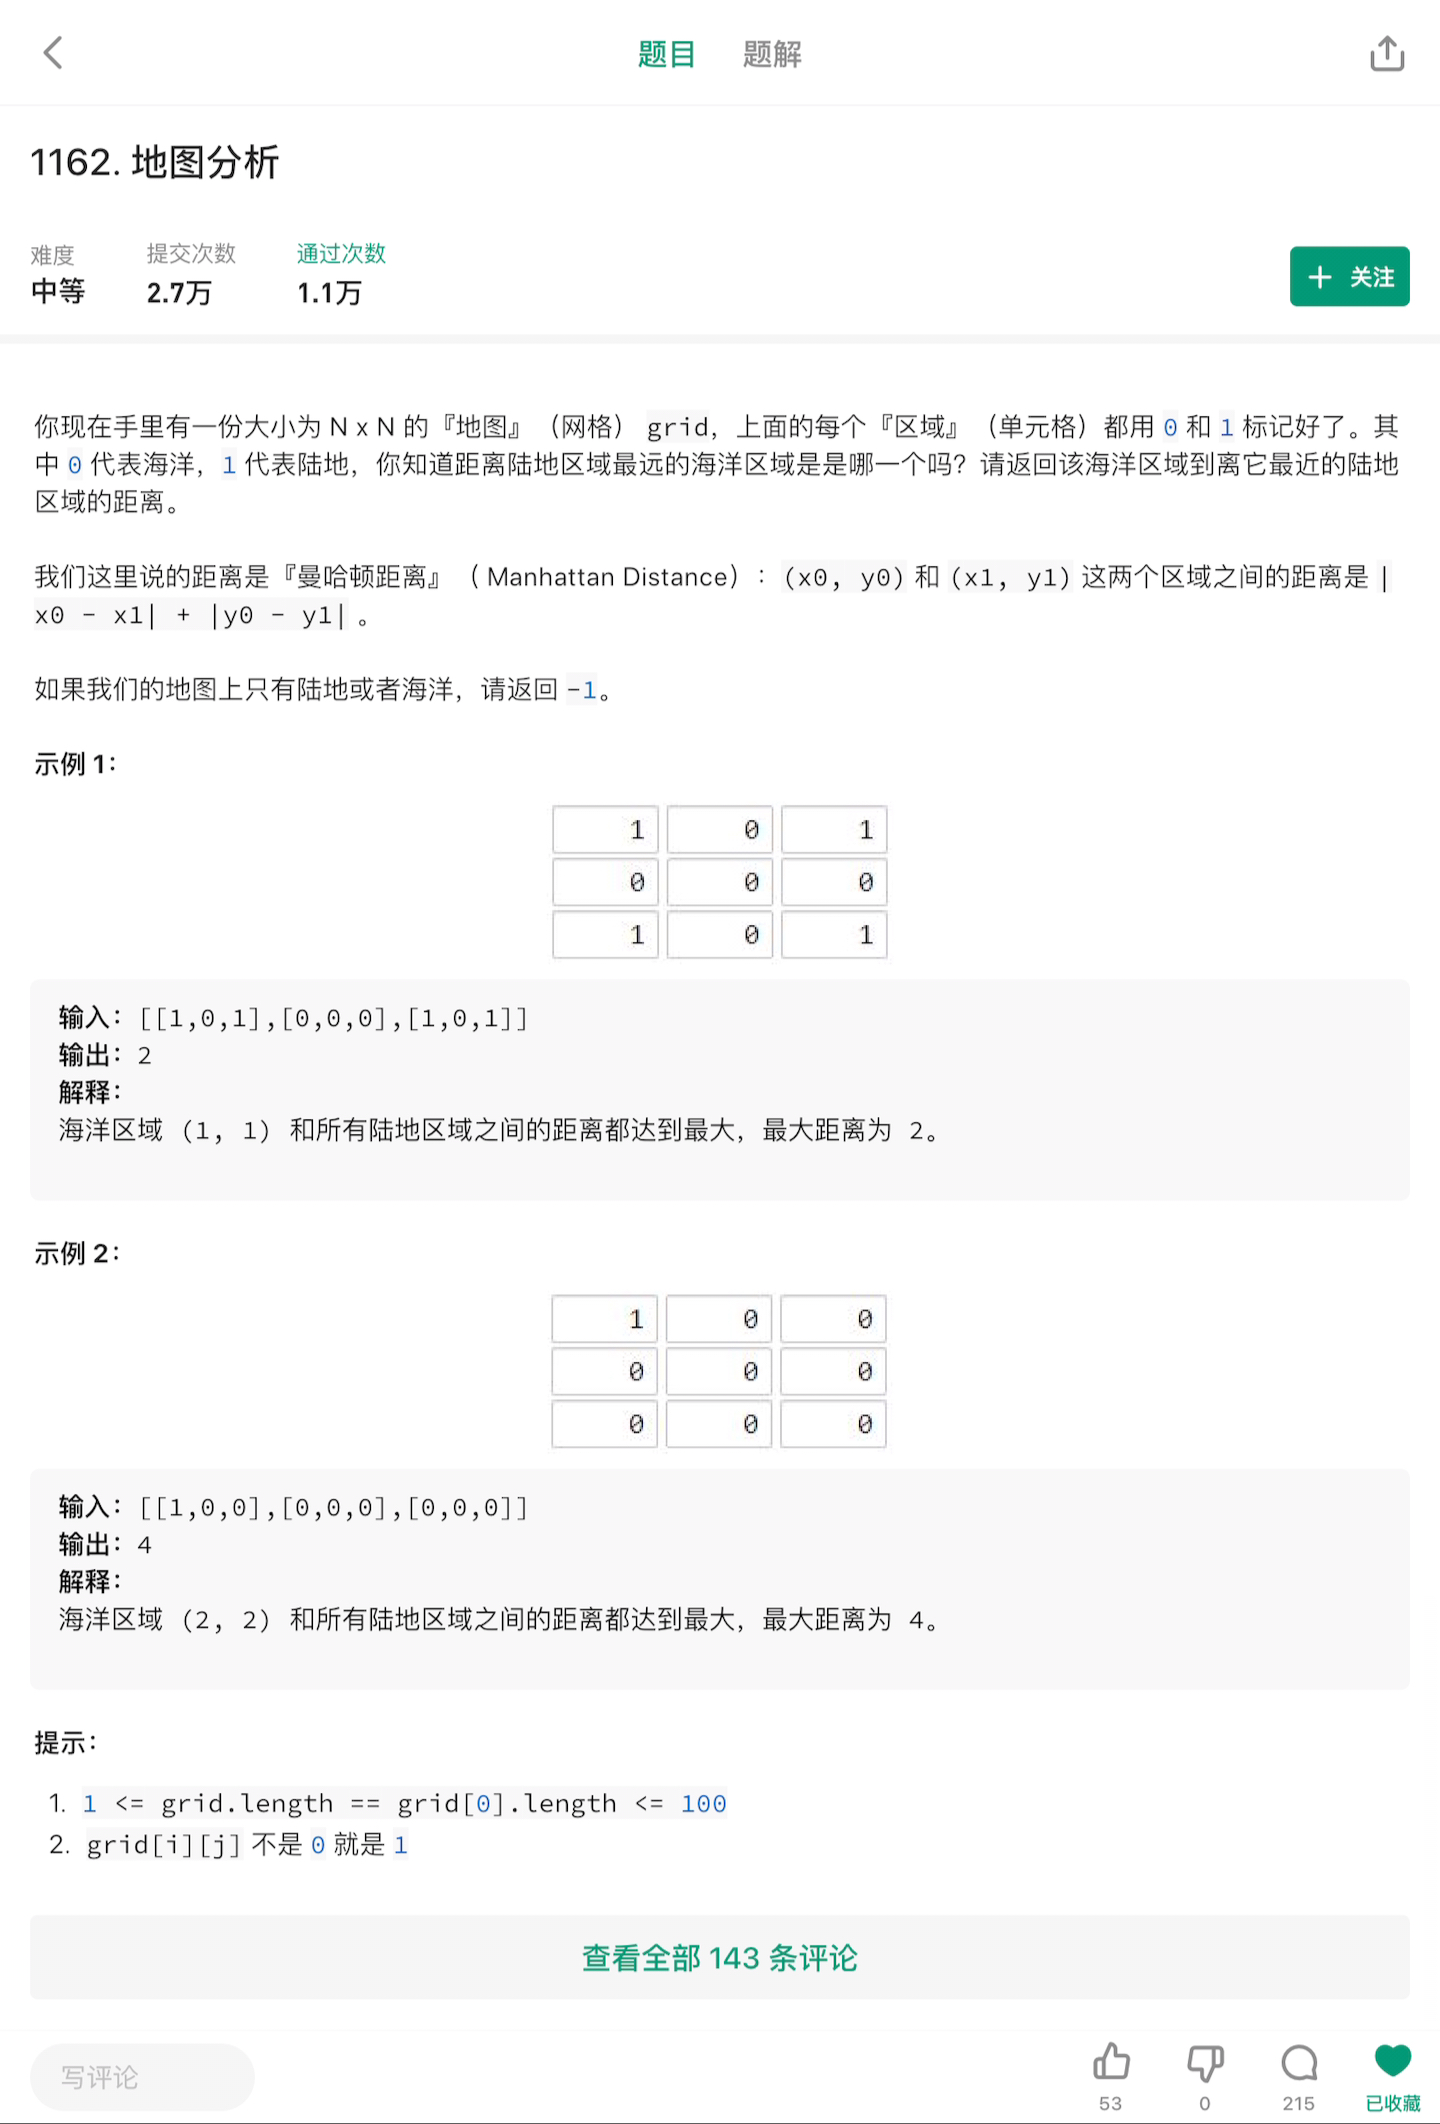 题目 题解
1162. 地图分析
难度 提交次数 通过次数
中等 2.7万 1.1万
+ 关注
你现在手里有一份大小为 N x N 的『地图』（网格） grid，上面的每个『区域』（单元格）都用 0 和 1 标记好了。其
中 0 代表海洋，1 代表陆地，你知道距离陆地区域最远的海洋区域是是哪一个吗？请返回该海洋区域到离它最近的陆地
区域的距离。
我们这里说的距离是『曼哈顿距离』（ Manhattan Distance）：(x0, y0) 和 (x1, y1) 这两个区域之间的距离是 |
x0 - x1| + |y0 - y1| 。
如果我们的地图上只有陆地或者海洋，请返回 -1。
示例 1：
1 0 1
0 0 0
1 0 1
输入：[[1,0,1],[0,0,0],[1,0,1]]
输出：2
解释：
海洋区域 (1, 1) 和所有陆地区域之间的距离都达到最大，最大距离为 2。
示例 2：
1 0 0
0 0 0
0 0 0
输入：[[1,0,0],[0,0,0],[0,0,0]]
输出：4
解释：
海洋区域 (2, 2) 和所有陆地区域之间的距离都达到最大，最大距离为 4。
提示：
1. 1 <= grid.length == grid[0].length <= 100
2. grid[i][j] 不是 0 就是 1
查看全部 143 条评论
写评论
53 0 215 已收藏